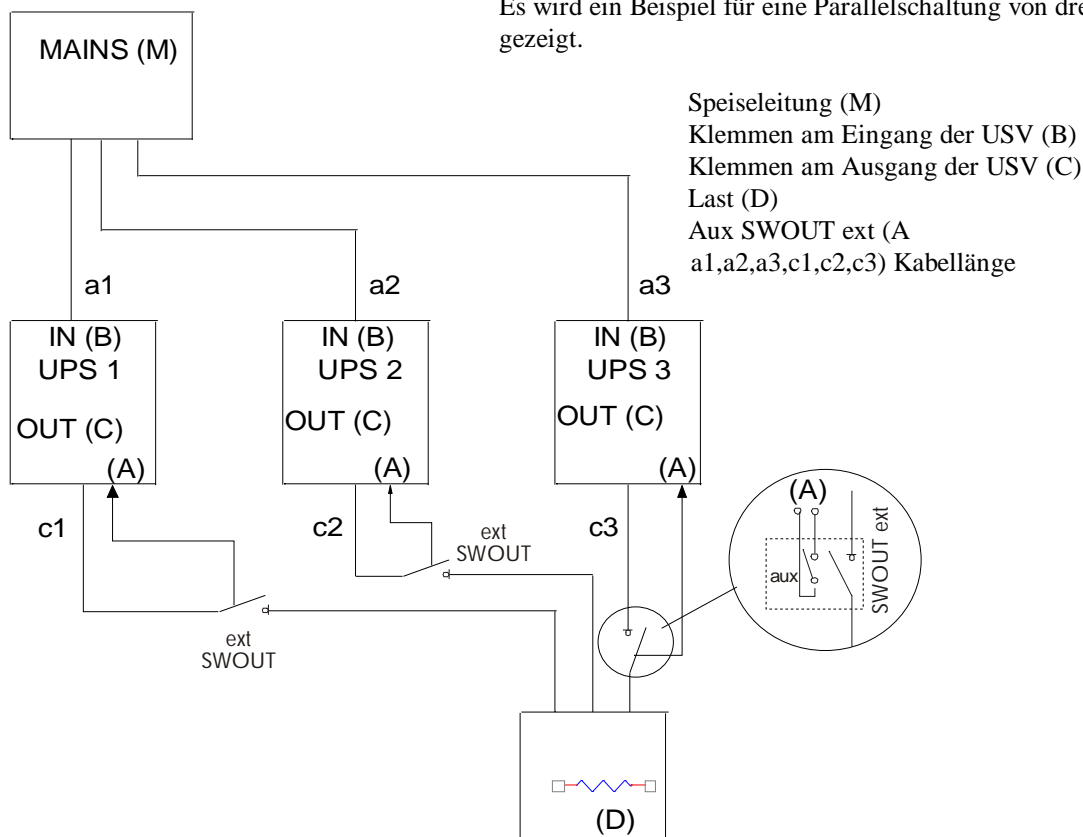 Es wird ein Beispiel für eine Parallelschaltung von
gezeigt.
MAINS (M)
Speiseleitung (M)
Klemmen am Eingang der USV (B)
Klemmen am Ausgang der USV (C)
Last (D)
Aux SWOUT ext (A
a1,a2,a3,c1,c2,c3) Kabellänge
a1 a2 a3
IN (B) IN (B) IN (B)
UPS 1 UPS 2 UPS 3
OUT (C) OUT (C) OUT (C)
(A) (A) (A)
c1 c2 c3
ext
SWOUT
ext
SWOUT
(A)
aux
SWOUT ext
(D)